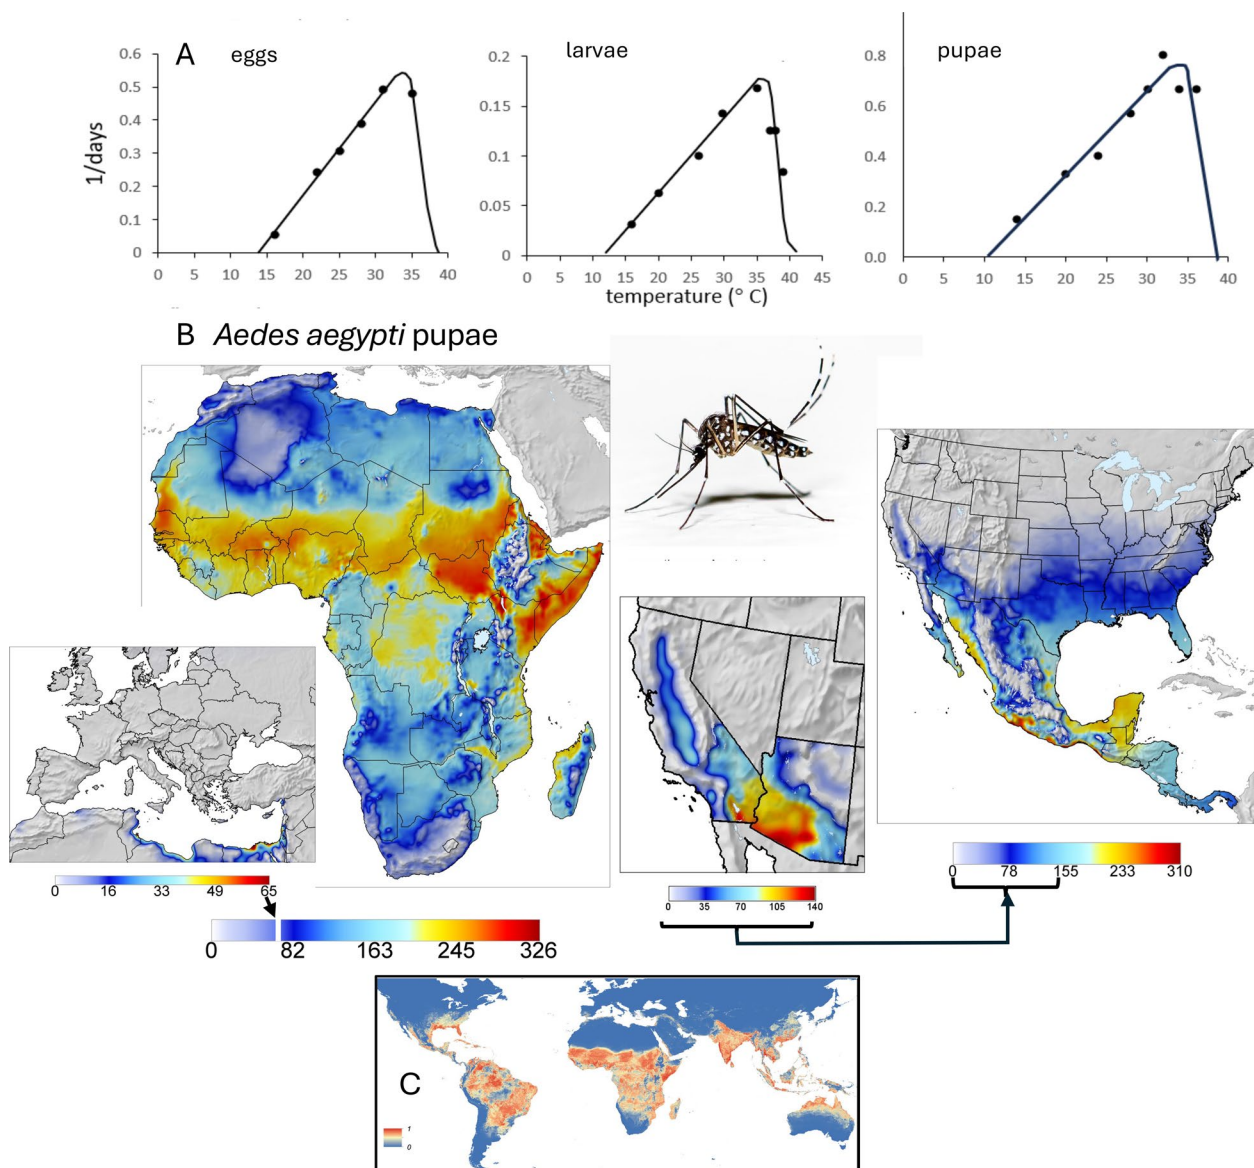 A eggs
larvae
pupae
1/days
0.6
0.5
0.4
0.3
0.2
0.1
0
0 5 10 15 20 25 30 35 40
0.2
0.15
0.1
0.05
0
0 5 10 15 20 25 30 35 40 45
temperature (° C)
0.8
0.6
0.4
0.2
0.0
0 5 10 15 20 25 30 35 40
B Aedes aegypti pupae
0 16 33 49 65
0 82 163 245 326
0 35 70 105 140
0 78 155 233 310
C
1
0